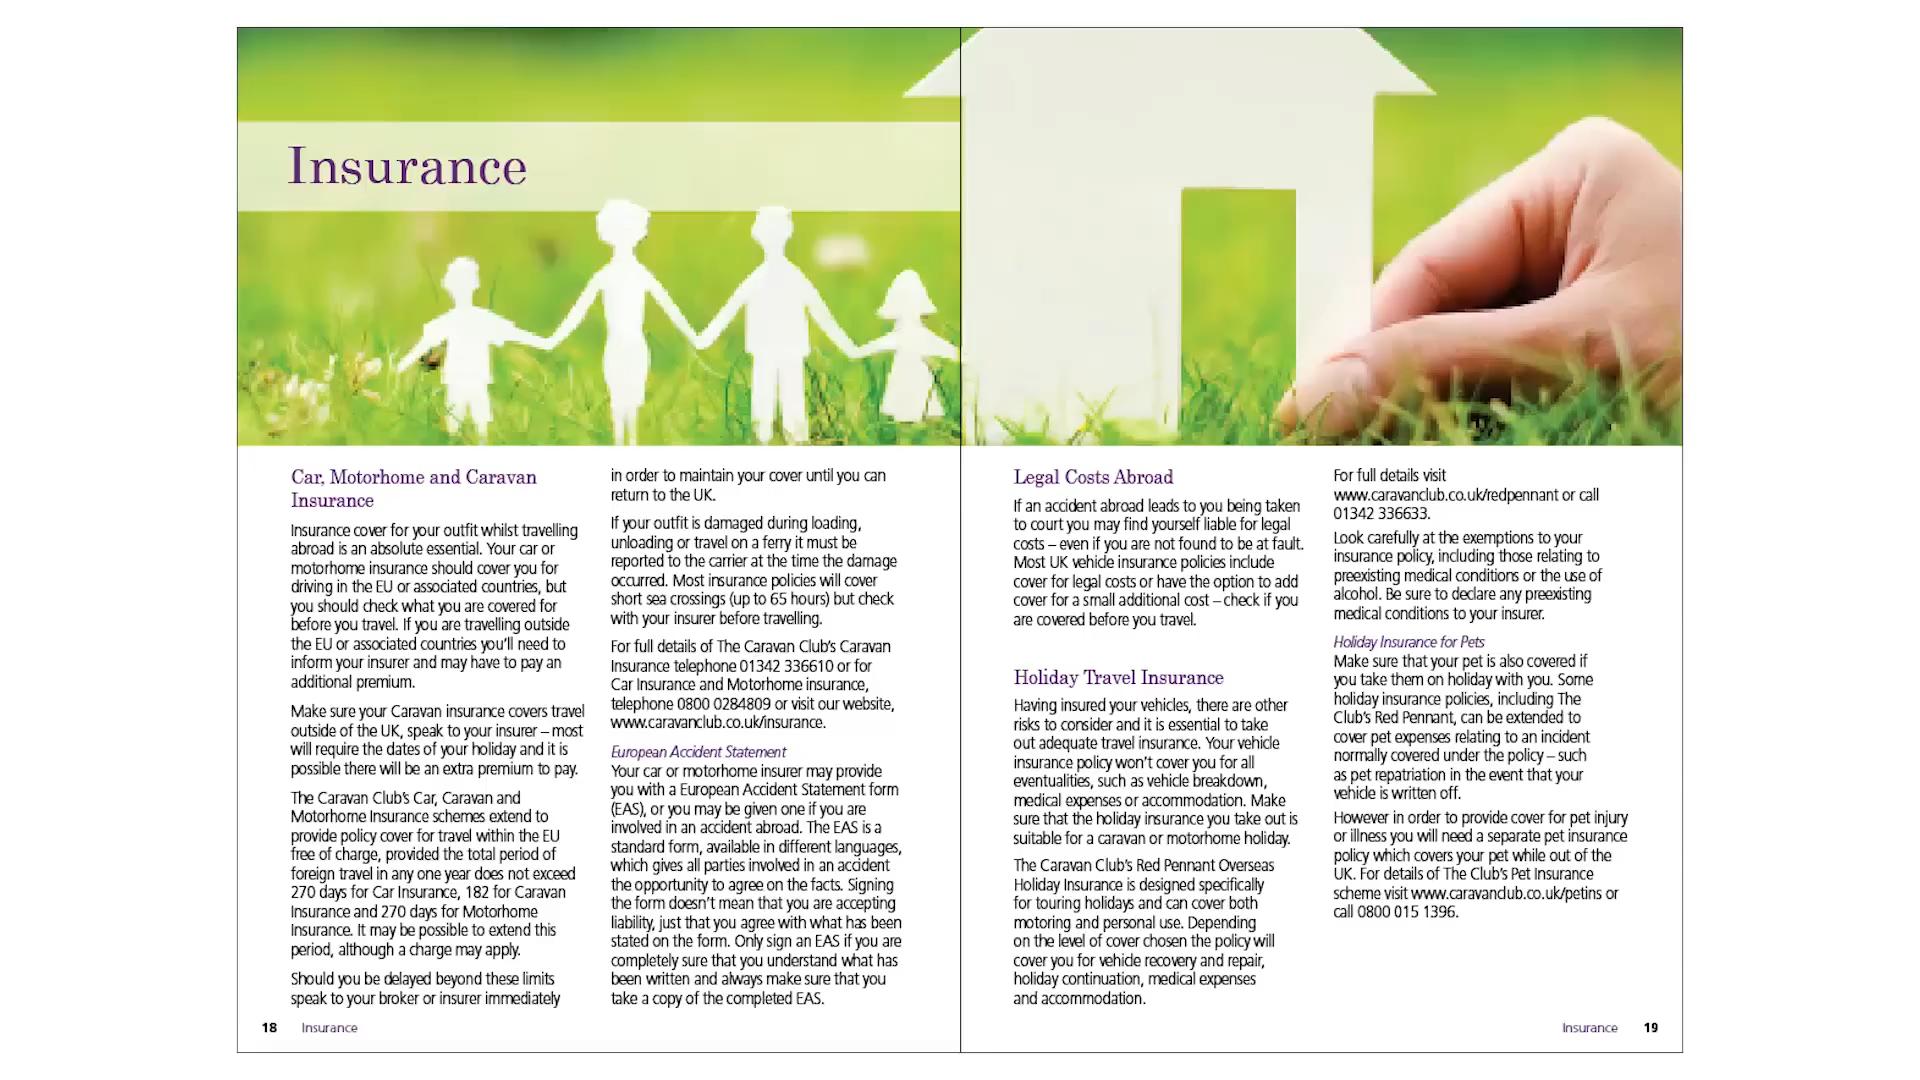 Insurance
Car, Motorhome and Caravan
Insurance
Insurance cover for your outfit whilst travelling
abroad is an absolute essential. Your car or
motorhome insurance should cover you for
driving in the EU or associated countries, but
you should check what you are covered for
before you travel. If you are travelling outside
the EU or associated countries you'll need to
inform your insurer and may have to pay an
additional premium.
Make sure your Caravan insurance covers travel
outside of the UK, speak to your insurer – most
will require the dates of your holiday and it is
possible there will be an extra premium to pay.
The Caravan Club's Car, Caravan and
Motorhome Insurance schemes extend to
provide policy cover for travel within the EU
free of charge, provided the total period of
foreign travel in any one year does not exceed
270 days for Car Insurance, 182 for Caravan
Insurance and 270 days for Motorhome
Insurance. It may be possible to extend this
period, although a charge may apply.
Should you be delayed beyond these limits
speak to your broker or insurer immediately
in order to maintain your cover until you can
return to the UK.
If your outfit is damaged during loading,
unloading or travel on a ferry it must be
reported to the carrier at the time the damage
occurred. Most insurance policies will cover
short sea crossings (up to 65 hours) but check
with your insurer before travelling.
For full details of The Caravan Club's Caravan
Insurance telephone 01342 336610 or for
Car Insurance and Motorhome insurance,
telephone 0800 0284809 or visit our website,
www.caravanclub.co.uk/insurance.
European Accident Statement
Your car or motorhome insurer may provide
you with a European Accident Statement form
(EAS), or you may be given one if you are
involved in an accident abroad. The EAS is a
standard form, available in different languages,
which gives all parties involved in an accident
the opportunity to agree on the facts. Signing
the form doesn't mean that you are accepting
liability, just that you agree with what has been
stated on the form. Only sign an EAS if you are
completely sure that you understand what has
been written and always make sure that you
take a copy of the completed EAS.
18 Insurance
Legal Costs Abroad
If an accident abroad leads to you being taken
to court you may find yourself liable for legal
costs – even if you are not found to be at fault.
Most UK vehicle insurance policies include
cover for legal costs or have the option to add
cover for a small additional cost – check if you
are covered before you travel.
Holiday Travel Insurance
Having insured your vehicles, there are other
risks to consider and it is essential to take
out adequate travel insurance. Your vehicle
insurance policy won't cover you for all
eventualities, such as vehicle breakdown,
medical expenses or accommodation. Make
sure that the holiday insurance you take out is
suitable for a caravan or motorhome holiday.
The Caravan Club's Red Pennant Overseas
Holiday Insurance is designed specifically
for touring holidays and can cover both
motoring and personal use. Depending
on the level of cover chosen the policy will
cover you for vehicle recovery and repair,
holiday continuation, medical expenses
and accommodation.
For full details visit
www.caravanclub.co.uk/redpennant or call
01342 336633.
Look carefully at the exemptions to your
insurance policy, including those relating to
preexisting medical conditions or the use of
alcohol. Be sure to declare any preexisting
medical conditions to your insurer.
Holiday Insurance for Pets
Make sure that your pet is also covered if
you take them on holiday with you. Some
holiday insurance policies, including The
Club's Red Pennant, can be extended to
cover pet expenses relating to an incident
normally covered under the policy – such
as pet repatriation in the event that your
vehicle is written off.
However in order to provide cover for pet injury
or illness you will need a separate pet insurance
policy which covers your pet while out of the
UK. For details of The Club's Pet Insurance
scheme visit www.caravanclub.co.uk/petins or
call 0800 015 1396.
Insurance 19